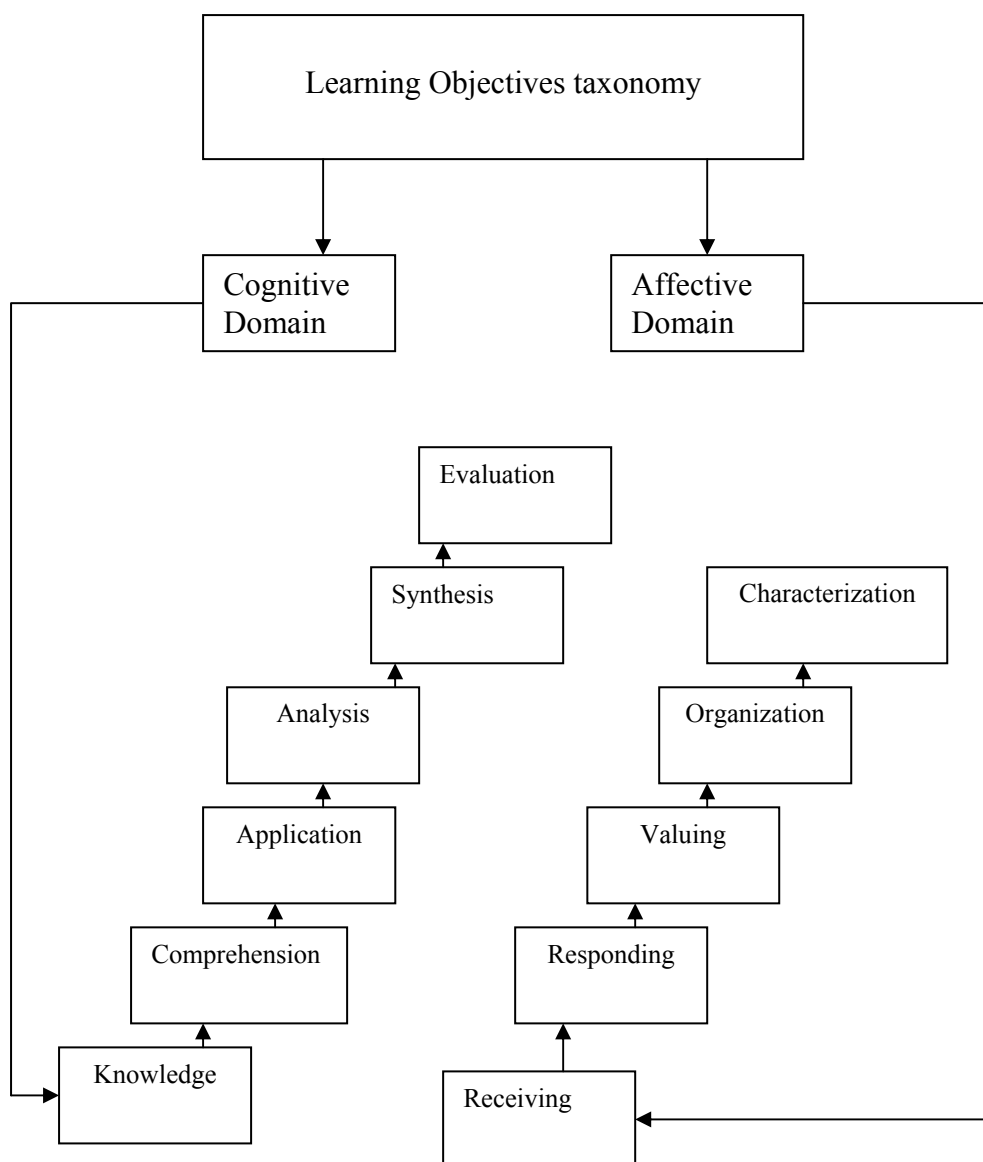 Learning Objectives taxonomy
Cognitive
Domain
Affective
Domain
Evaluation
Synthesis
Characterization
Analysis
Organization
Application
Valuing
Comprehension
Responding
Knowledge
Receiving